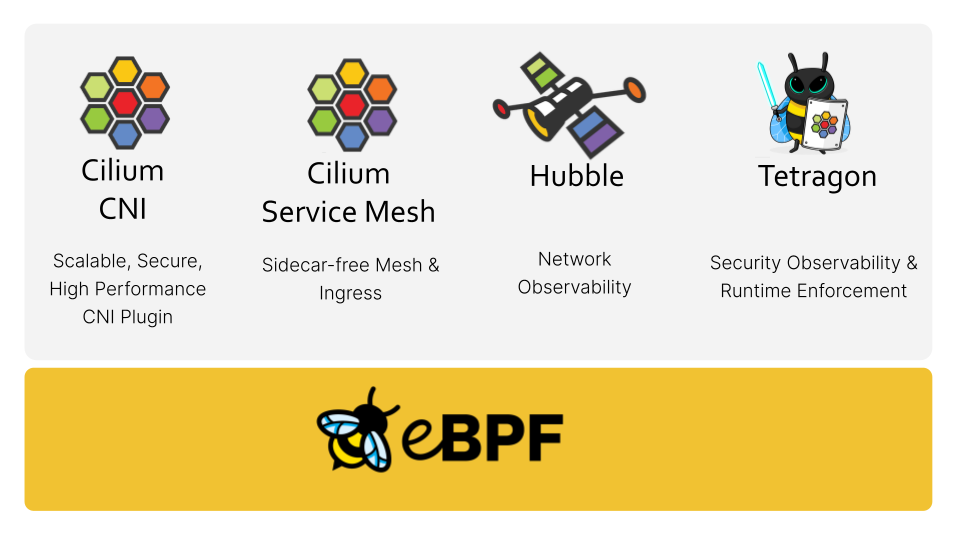 Cilium
CNI
Scalable, Secure,
High Performance
CNI Plugin
Cilium
Service Mesh
Sidecar-free Mesh &
Ingress
Hubble
Network
Observability
Tetragon
Security Observability &
Runtime Enforcement
eBPF